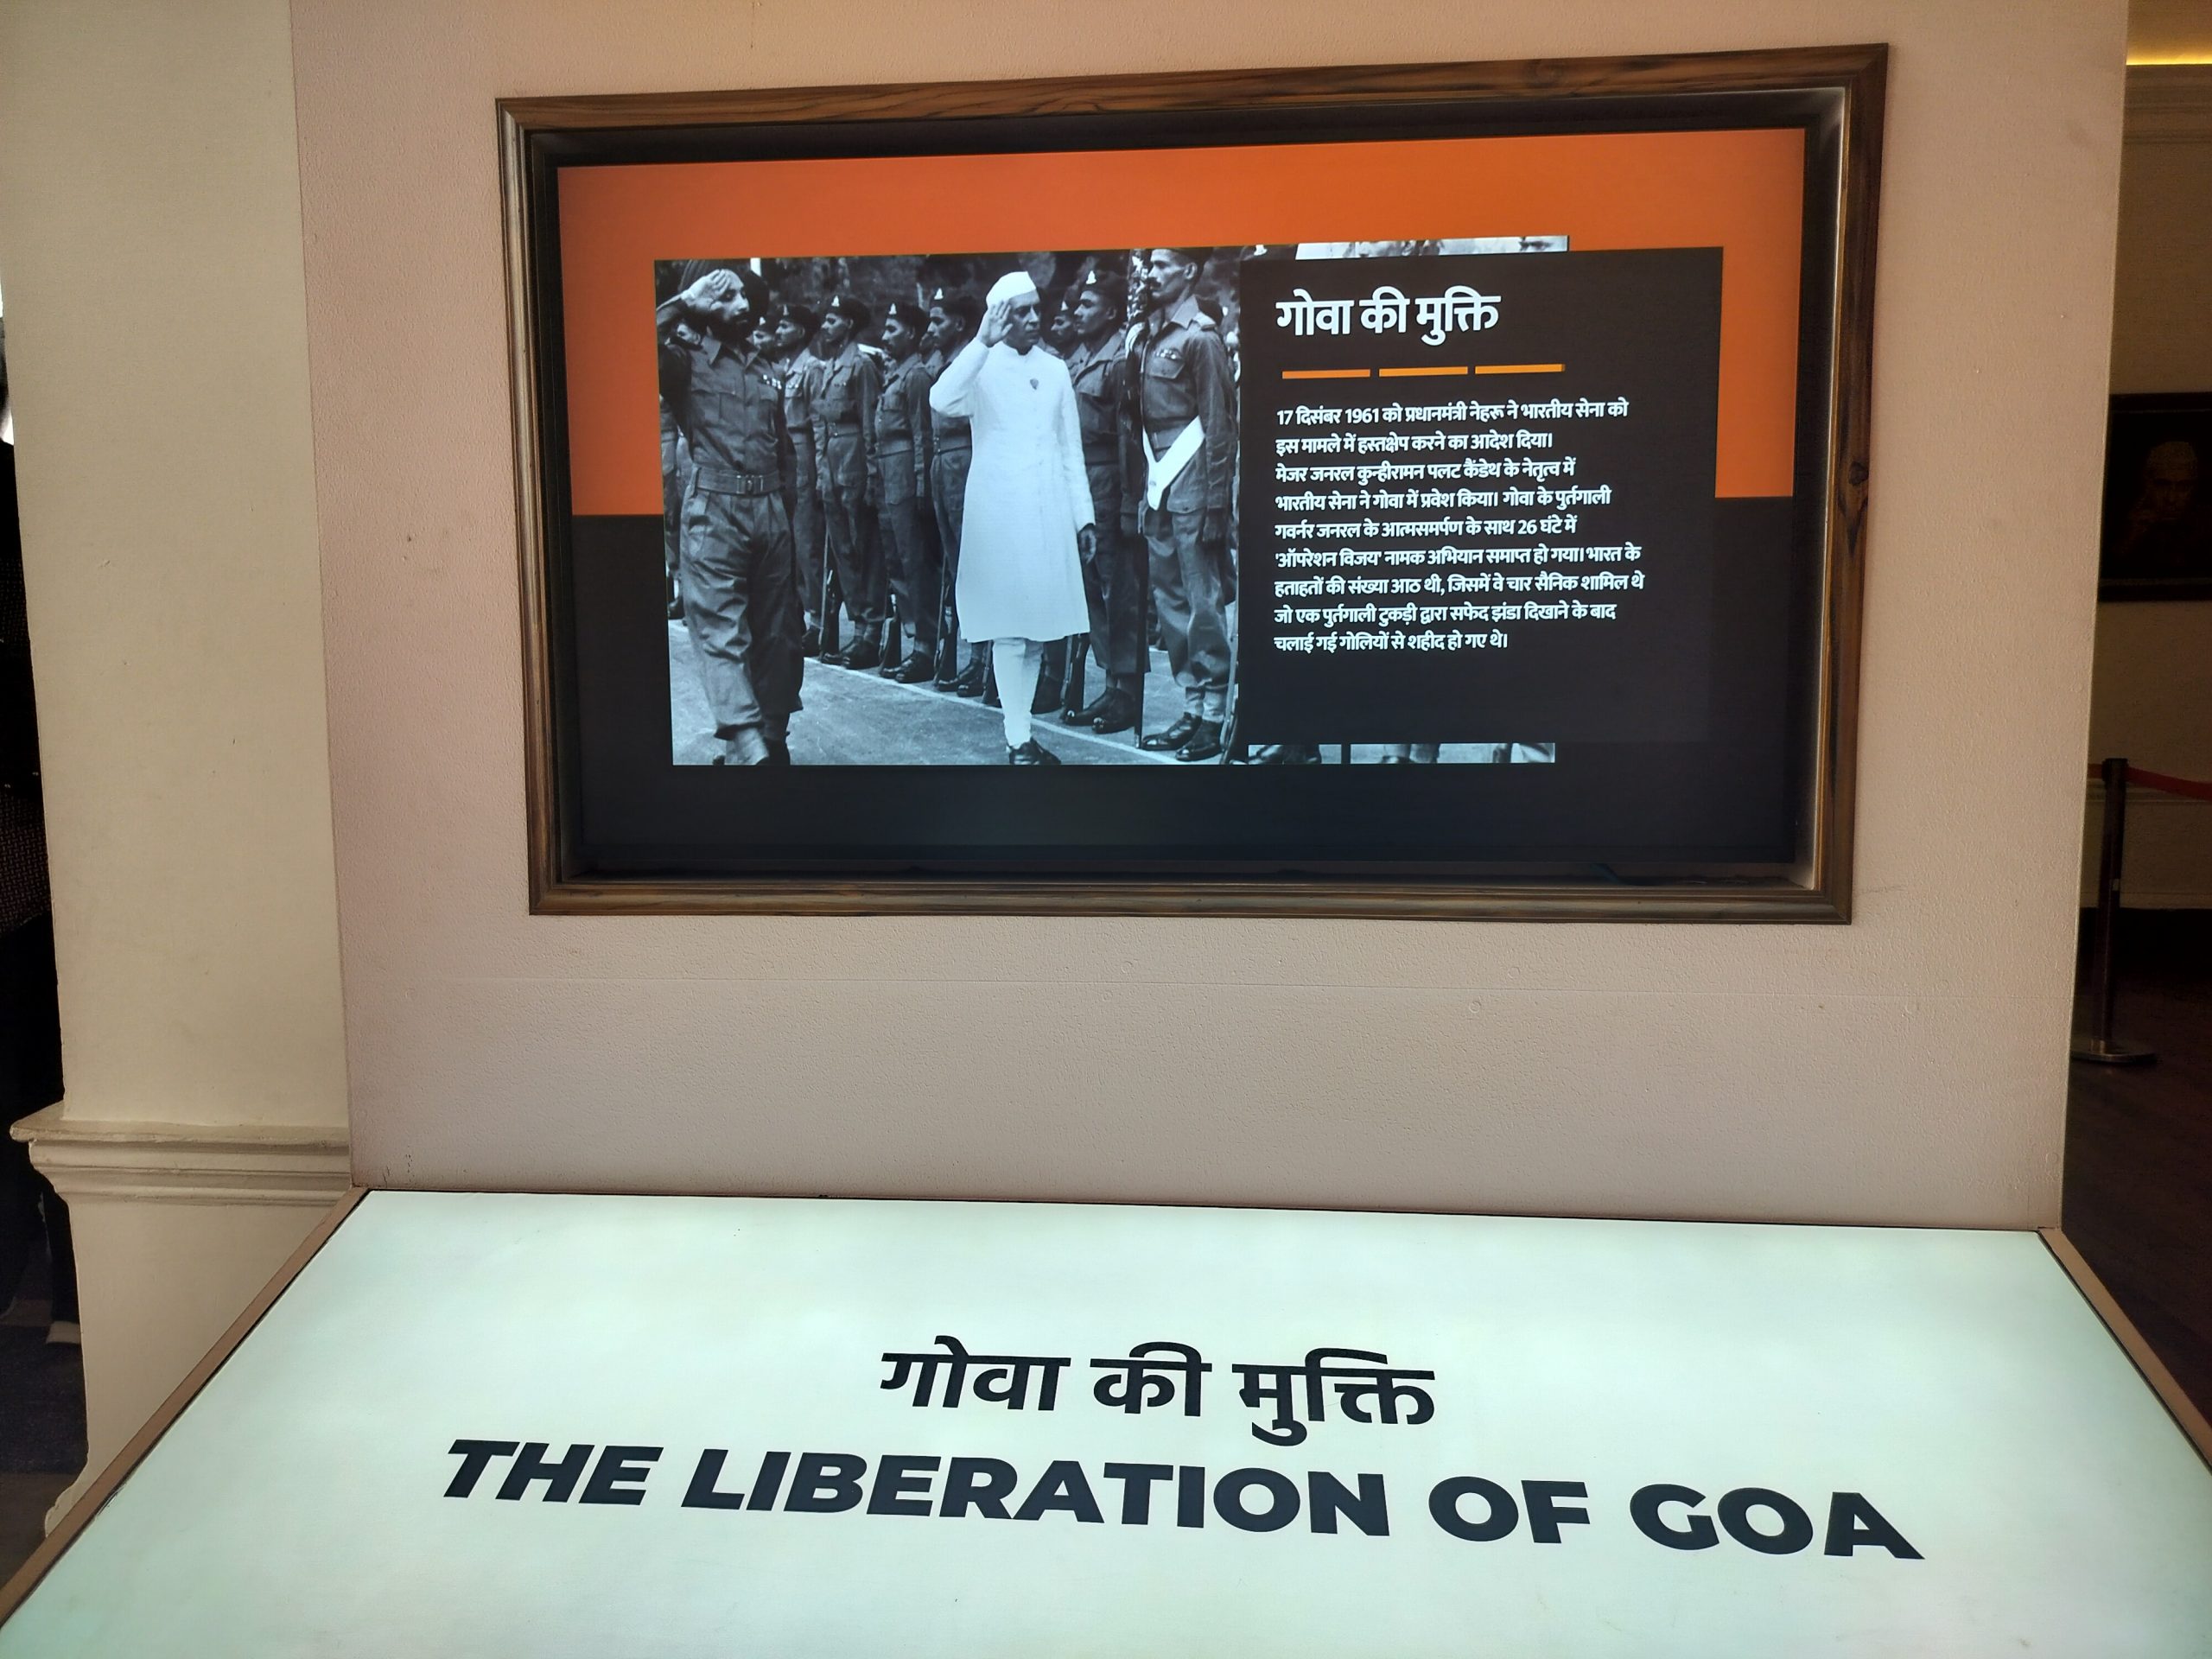 गोवा की मुक्ति
17 दिसंबर 1961 को प्रधानमंत्री नेहरू ने भारतीय सेना को
इस मामले में हस्तक्षेप करने का आदेश दिया।
मेजर जनरल कुन्हीरामन पलट कैंडेथ के नेतृत्व में
भारतीय सेना ने गोवा में प्रवेश किया। गोवा के पुर्तगाली
गवर्नर जनरल के आत्मसमर्पण के साथ 26 घंटे में
'ऑपरेशन विजय' नामक अभियान समाप्त हो गया। भारत के
हताहतों की संख्या आठ थी, जिसमें वे चार सैनिक शामिल थे
जो एक पुर्तगाली टुकड़ी द्वारा सफेद झंडा दिखाने के बाद
चलाई गई गोलियों से शहीद हो गए थे।
गोवा की मुक्ति
THE LIBERATION OF GOA